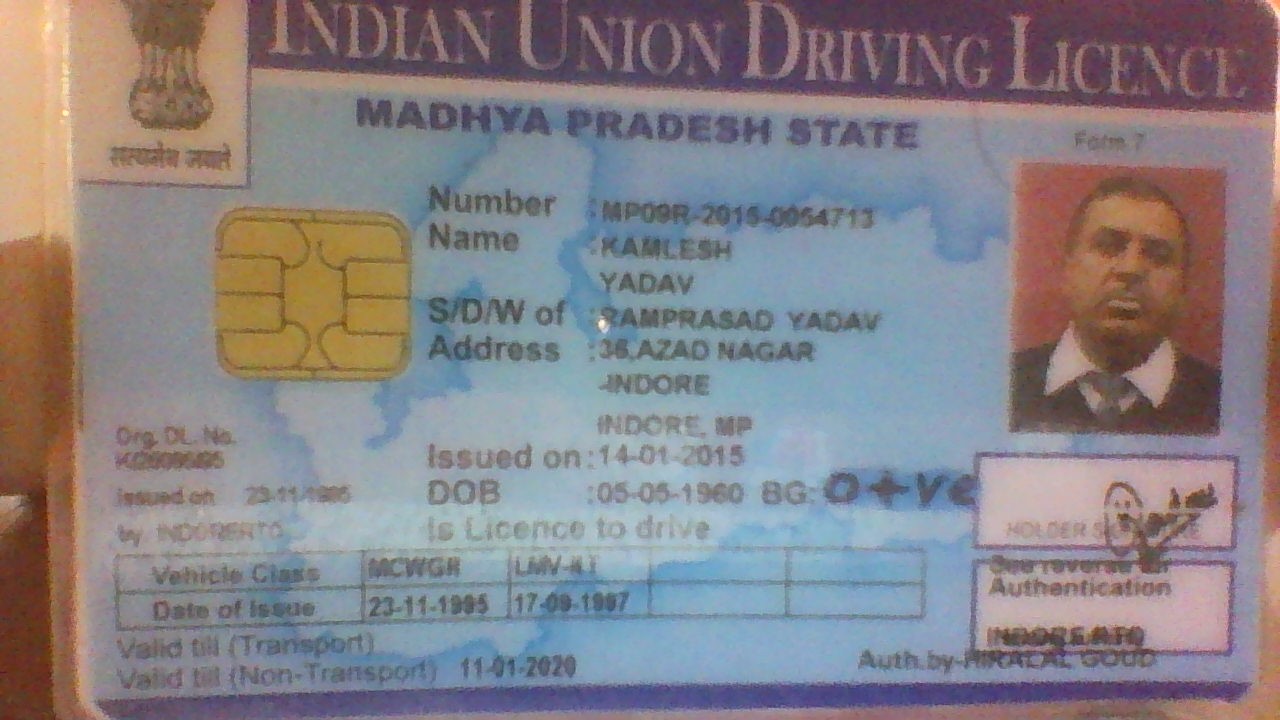 INDIAN UNION DRIVING LICENCE
MADHYA PRADESH STATE
Form 7
सत्यमेव जयते
Number :MP09R-2015-0054713
Name :KAMLESH
YADAV
S/D/W of :RAMPRASAD YADAV
Address :36,AZAD NAGAR
-INDORE
INDORE, MP
Org. DL. No.
Issued on :14-01-2015
Issued on 23-11-1995
DOB :05-05-1960 BG: O+ve
by INDORERTO
Is Licence to drive
HOLDER SIGNATURE
Vehicle Class MCWGR LMV-NT
Date of Issue 23-11-1995 17-09-1997
See reverse for
Authentication
INDORE RTO
Valid till (Transport)
Valid till (Non-Transport) 11-01-2020
Auth.by-HIRALAL GOUD